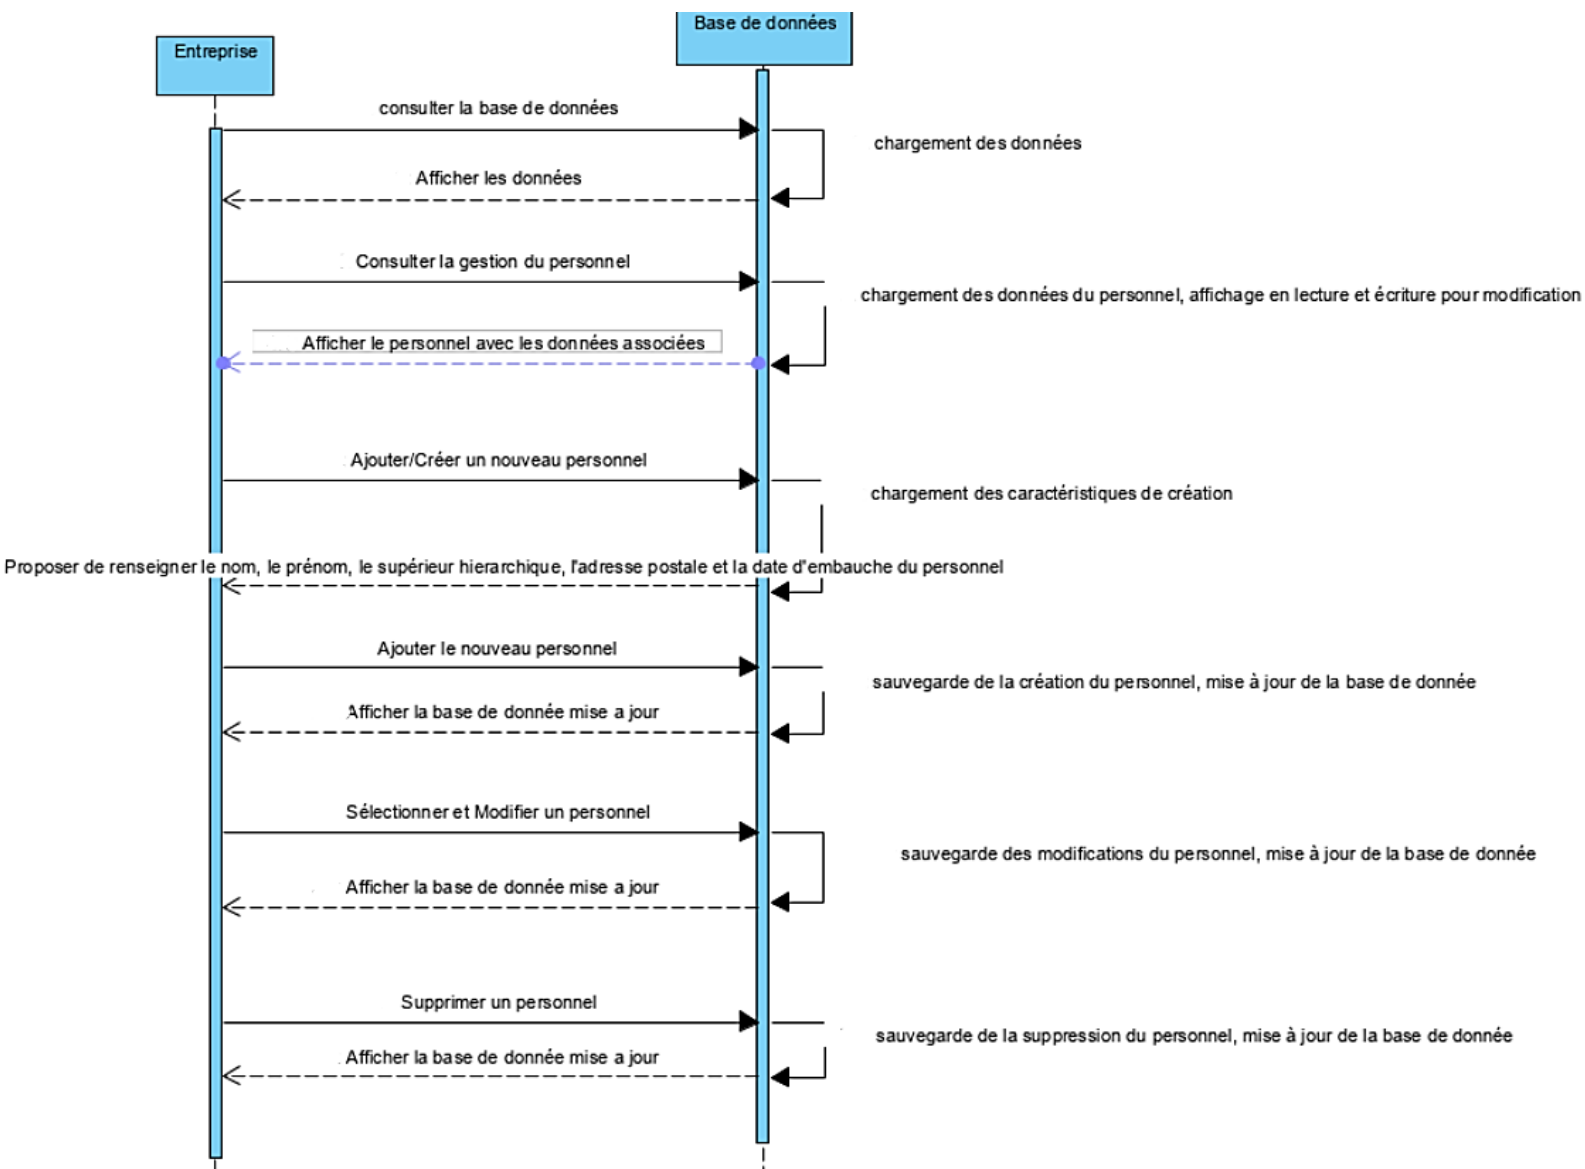 Base de données
Entreprise
consulter la base de données
chargement des données
Afficher les données
Consulter la gestion du personnel
chargement des données du personnel, affichage en lecture et écriture pour modification
Afficher le personnel avec les données associées
Ajouter/Créer un nouveau personnel
chargement des caractéristiques de création
Proposer de renseigner le nom, le prénom, le supérieur hierarchique, l'adresse postale et la date d'embauche du personnel
Ajouter le nouveau personnel
sauvegarde de la création du personnel, mise à jour de la base de donnée
Afficher la base de donnée mise a jour
Sélectionner et Modifier un personnel
sauvegarde des modifications du personnel, mise à jour de la base de donnée
Afficher la base de donnée mise a jour
Supprimer un personnel
sauvegarde de la suppression du personnel, mise à jour de la base de donnée
Afficher la base de donnée mise a jour